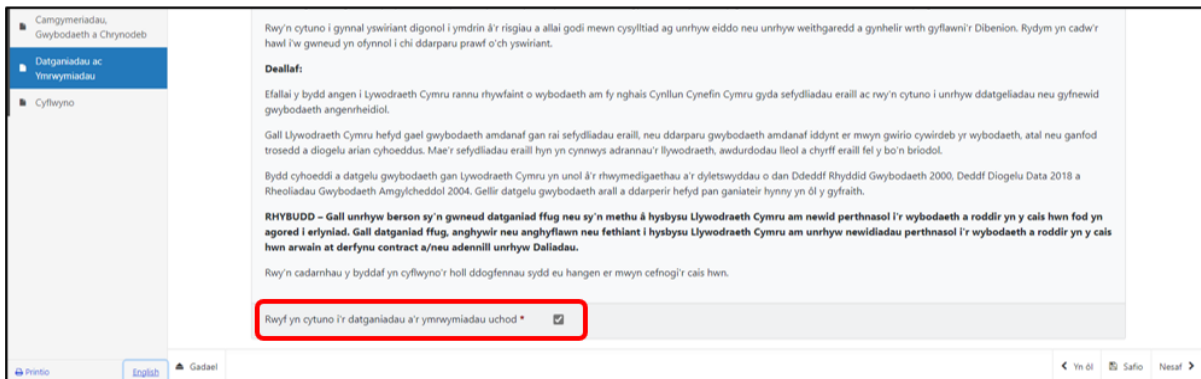 Camgymeriadau,
Gwybodaeth a Chrynodeb
Datganiadau ac
Ymrwymiadau
Cyflwyno
Rwy'n cytuno i gynnal yswiriant digonol i ymdrin â'r risgiau a allai godi mewn cysylltiad ag unrhyw eiddo neu unrhyw weithgaredd a gynhelir wrth gyflawni'r Dibenion. Rydym yn cadw'r
hawl i'w gwneud yn ofynnol i chi ddarparu prawf o'ch yswiriant.
Deallaf:
Efallai y bydd angen i Lywodraeth Cymru rannu rhywfaint o wybodaeth am fy nghais Cynllun Cynefin Cymru gyda sefydliadau eraill ac rwy'n cytuno i unrhyw ddatgeliadau neu gyfnewid
gwybodaeth angenrheidiol.
Gall Llywodraeth Cymru hefyd gael gwybodaeth amdanaf gan rai sefydliadau eraill, neu ddarparu gwybodaeth amdanaf iddynt er mwyn gwirio cywirdeb yr wybodaeth, atal neu ganfod
trosedd a diogelu arian cyhoeddus. Mae'r sefydliadau eraill hyn yn cynnwys adrannau'r llywodraeth, awdurdodau lleol a chyrff eraill fel y bo'n briodol.
Bydd cyhoeddi a datgelu gwybodaeth gan Lywodraeth Cymru yn unol â'r rhwymedigaethau a'r dyletswyddau o dan Ddeddf Rhyddid Gwybodaeth 2000, Deddf Diogelu Data 2018 a
Rheoliadau Gwybodaeth Amgylcheddol 2004. Gellir datgelu gwybodaeth arall a ddarperir hefyd pan ganiateir hynny yn ôl y gyfraith.
RHYBUDD – Gall unrhyw berson sy'n gwneud datganiad ffug neu sy'n methu â hysbysu Llywodraeth Cymru am newid perthnasol i'r wybodaeth a roddir yn y cais hwn fod yn
agored i erlyniad. Gall datganiad ffug, anghywir neu anghyflawn neu fethiant i hysbysu Llywodraeth Cymru am unrhyw newidiadau perthnasol i'r wybodaeth a roddir yn y cais
hwn arwain at derfynu contract a/neu adennill unrhyw Daliadau.
Rwy'n cadarnhau y byddaf yn cyflwyno'r holl ddogfennau sydd eu hangen er mwyn cefnogi'r cais hwn.
Rwyf yn cytuno i'r datganiadau a'r ymrwymiadau uchod *
Printio English Gadael Yn ôl Safio Nesaf